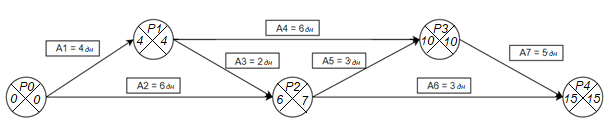 P1
4 4
A4 = 6дн
P3
10 10
A1 = 4дн
A3 = 2дн
A5 = 3дн
A7 = 5дн
P0
0 0
A2 = 6дн
P2
6 7
A6 = 3дн
P4
15 15